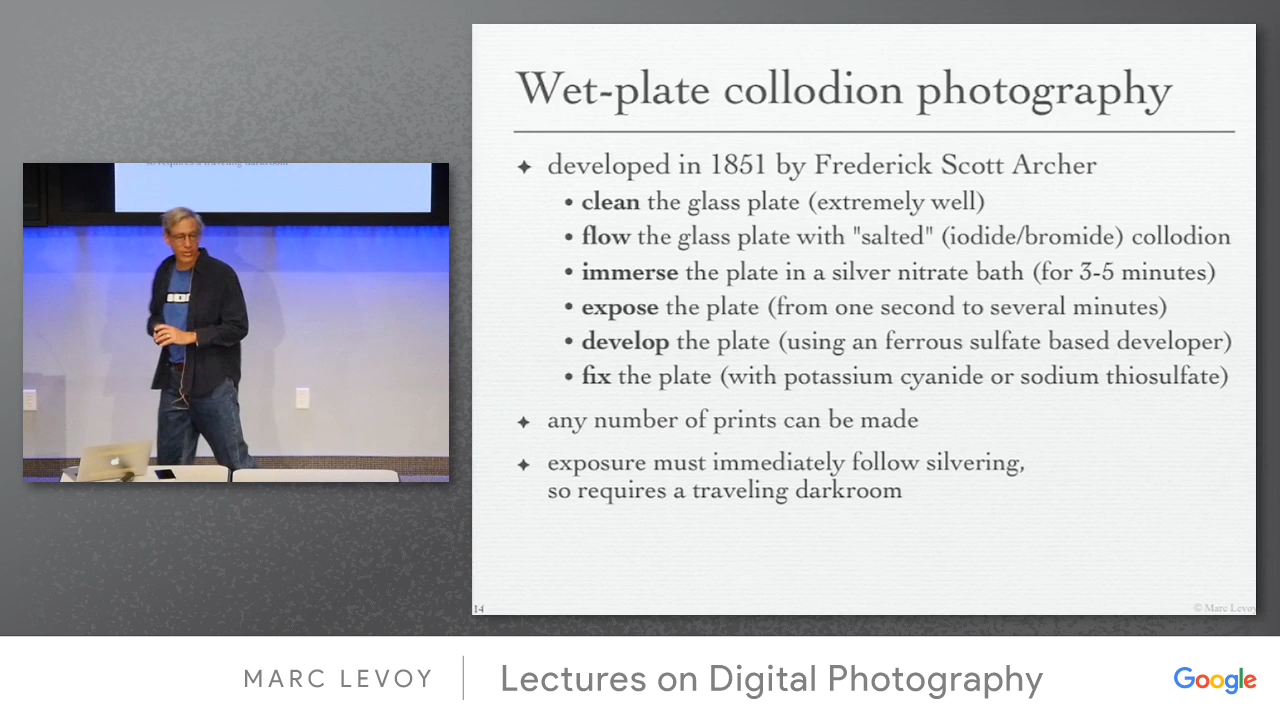 so requires a traveling darkroom
Wet-plate collodion photography
✦ developed in 1851 by Frederick Scott Archer
• clean the glass plate (extremely well)
• flow the glass plate with "salted" (iodide/bromide) collodion
• immerse the plate in a silver nitrate bath (for 3-5 minutes)
• expose the plate (from one second to several minutes)
• develop the plate (using an ferrous sulfate based developer)
• fix the plate (with potassium cyanide or sodium thiosulfate)
✦ any number of prints can be made
✦ exposure must immediately follow silvering,
so requires a traveling darkroom
14
© Marc Levoy
MARC LEVOY
Lectures on Digital Photography
Google